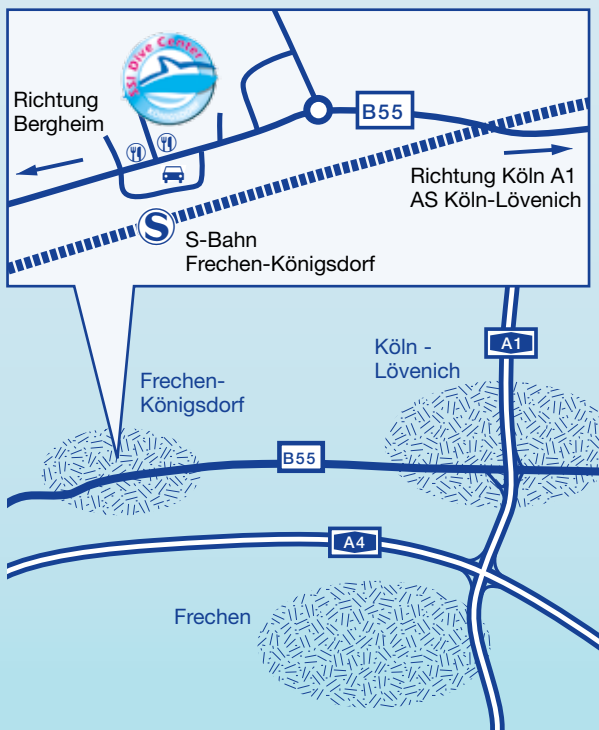 SSI Dive Center
Richtung
Bergheim
B55
Richtung Köln A1
AS Köln-Lövenich
S
S-Bahn
Frechen-Königsdorf
A1
Köln -
Lövenich
Frechen-
Königsdorf
B55
A4
Frechen